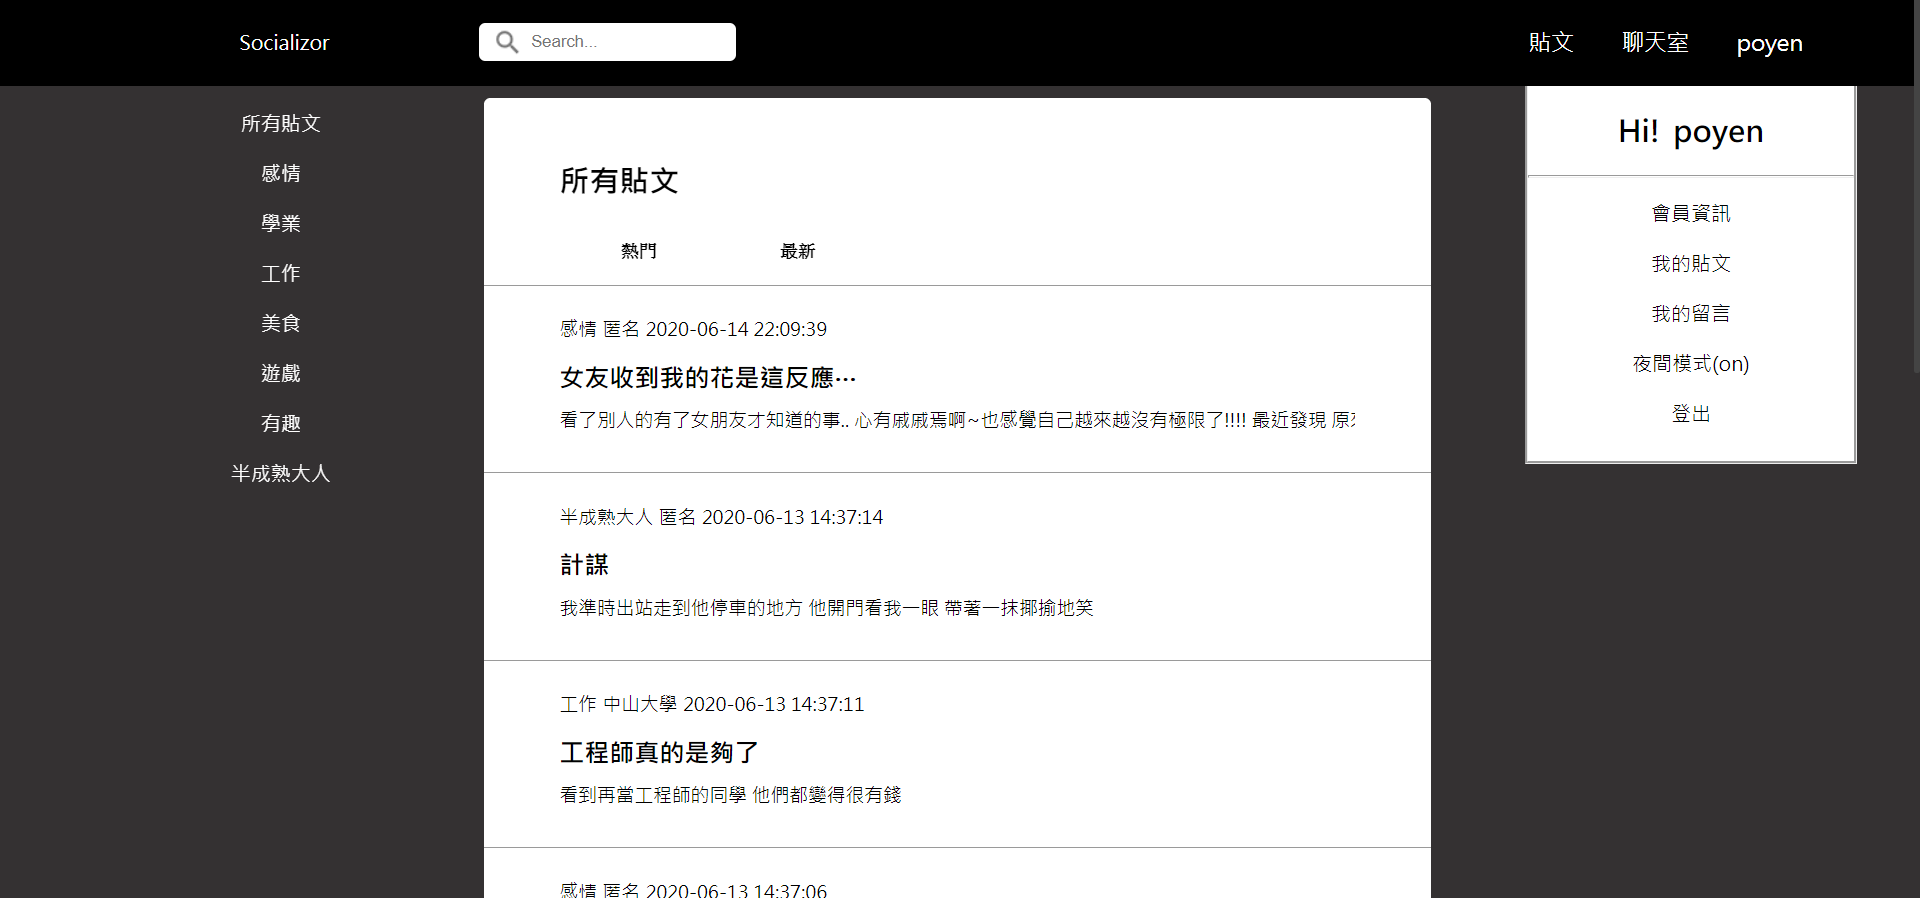 Socializor
Search...
貼文
聊天室
poyen
所有貼文
感情
學業
工作
美食
遊戲
有趣
半成熟大人
所有貼文
熱門
最新
感情 匿名 2020-06-14 22:09:39
女友收到我的花是這反應⋯
看了別人的有了女朋友才知道的事.. 心有戚戚焉啊~也感覺自己越來越沒有極限了!!!! 最近發現 原
半成熟大人 匿名 2020-06-13 14:37:14
計謀
我準時出站走到他停車的地方 他開門看我一眼 帶著一抹揶揄地笑
工作 中山大學 2020-06-13 14:37:11
工程師真的是夠了
看到再當工程師的同學 他們都變得很有錢
感情 匿名 2020-06-13 14:37:06
Hi! poyen
會員資訊
我的貼文
我的留言
夜間模式(on)
登出